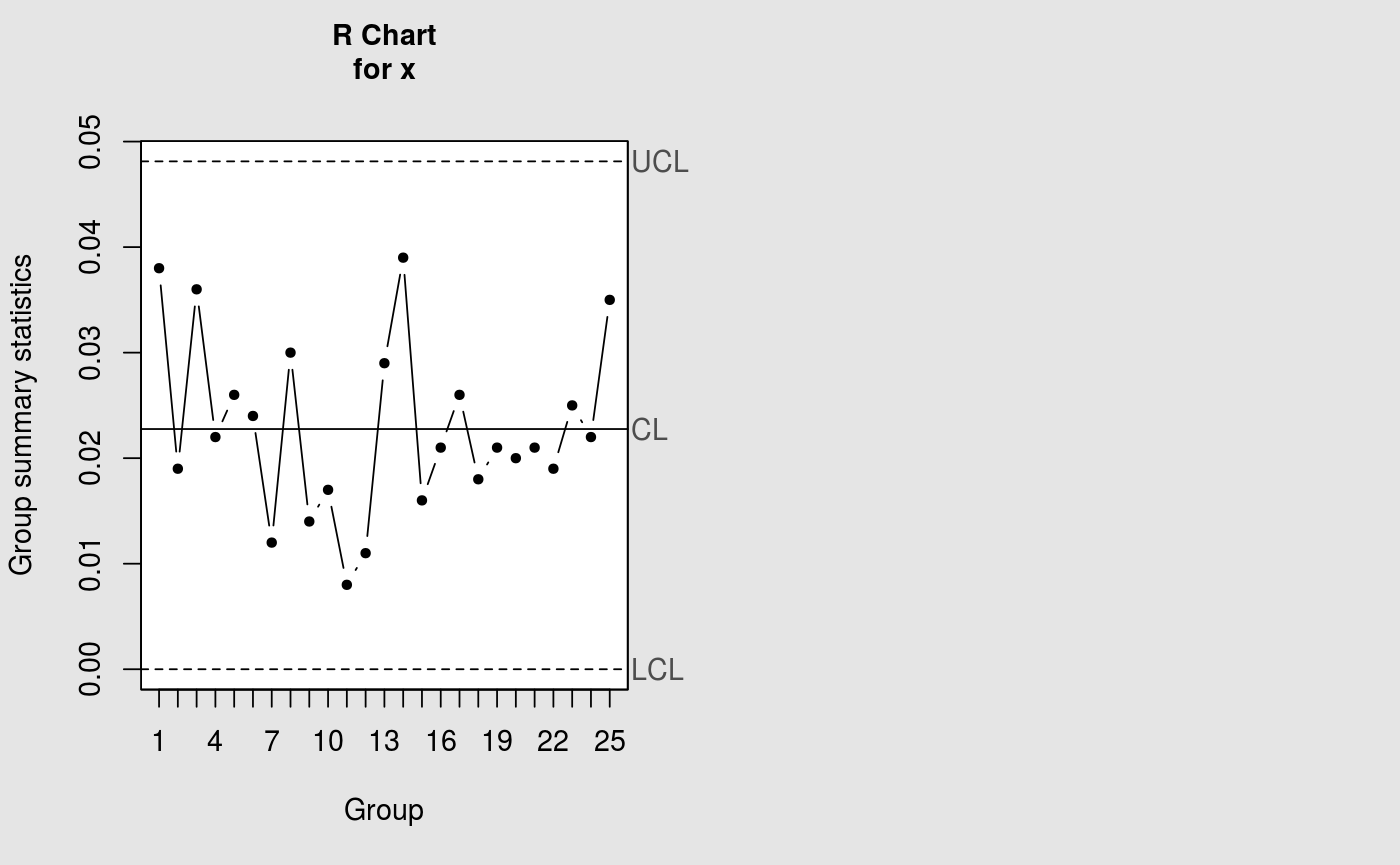 R Chart
for x
Group summary statistics
0.05
0.04
0.03
0.02
0.01
0.00
UCL
CL
LCL
1 4 7 10 13 16 19 22 25
Group